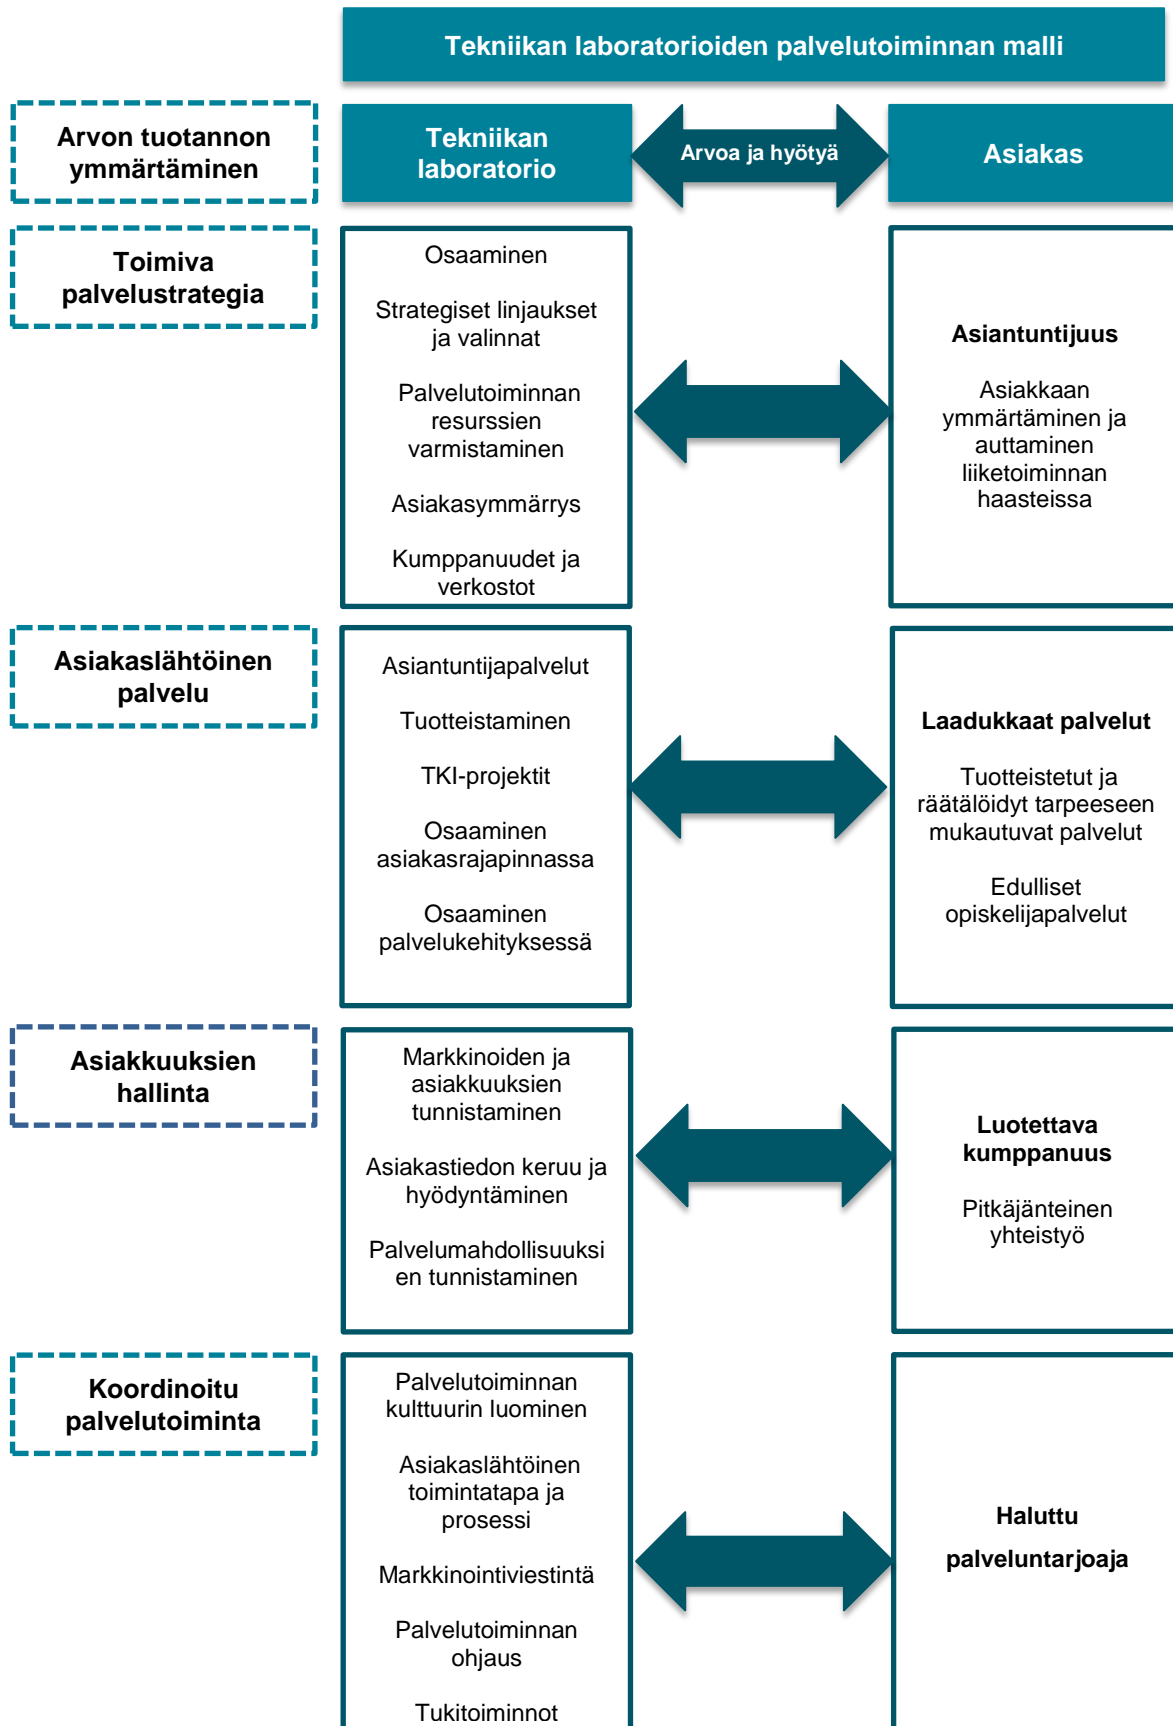 Tekniikan laboratorioiden palvelutoiminnan malli
Arvon tuotannon
ymmärtäminen
Tekniikan
laboratorio
Arvoa ja hyötyä
Asiakas
Toimiva
palvelustrategia
Osaaminen
Strategiset linjaukset
ja valinnat
Palvelutoiminnan
resurssien
varmistaminen
Asiakasymmärrys
Kumppanuudet ja
verkostot
Asiantuntijuus
Asiakkaan
ymmärtäminen ja
auttaminen
liiketoiminnan
haasteissa
Asiakaslähtöinen
palvelu
Asiantuntijapalvelut
Tuotteistaminen
TKI-projektit
Osaaminen
asiakasrajapinnassa
Osaaminen
palvelukehityksessä
Laadukkaat palvelut
Tuotteistetut ja
räätälöidyt tarpeeseen
mukautuvat palvelut
Edulliset
opiskelijapalvelut
Asiakkuuksien
hallinta
Markkinoiden ja
asiakkuuksien
tunnistaminen
Asiakastiedon keruu ja
hyödyntäminen
Palvelumahdollisuuksi
en tunnistaminen
Luotettava
kumppanuus
Pitkäjänteinen
yhteistyö
Koordinoitu
palvelutoiminta
Palvelutoiminnan
kulttuurin luominen
Asiakaslähtöinen
toimintatapa ja
prosessi
Markkinointiviestintä
Palvelutoiminnan
ohjaus
Tukitoiminnot
Haluttu
palveluntarjoaja